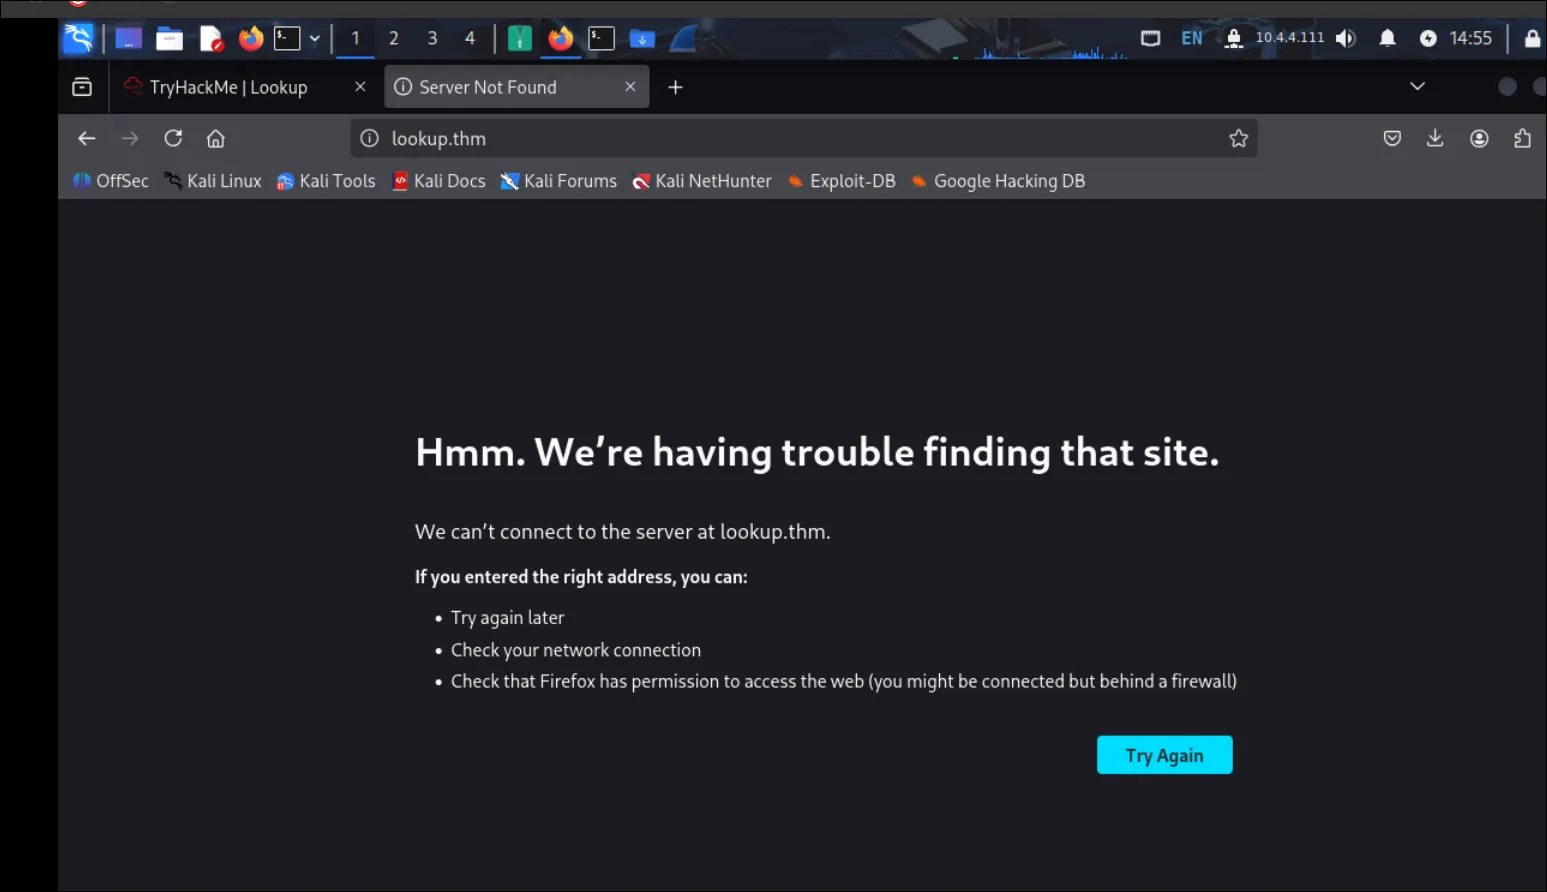 1 2 3 4 EN 10.4.4.111 14:55
TryHackMe | Lookup Server Not Found
lookup.thm
OffSec Kali Linux Kali Tools Kali Docs Kali Forums Kali NetHunter Exploit-DB Google Hacking DB
Hmm. We’re having trouble finding that site.
We can’t connect to the server at lookup.thm.
If you entered the right address, you can:
• Try again later
• Check your network connection
• Check that Firefox has permission to access the web (you might be connected but behind a firewall)
Try Again